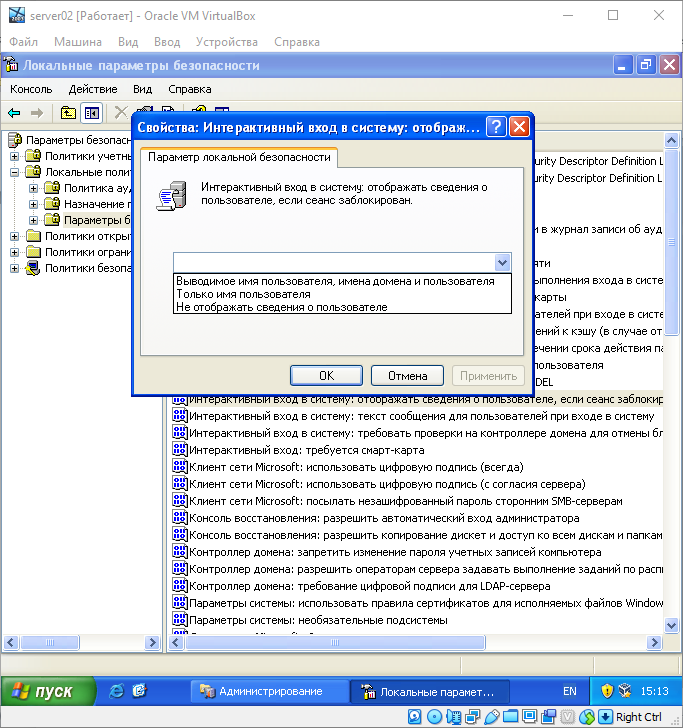 server02 [Работает] - Oracle VM VirtualBox
Файл Машина Вид Ввод Устройства Справка
Локальные параметры безопасности
Консоль Действие Вид Справка
Свойства: Интерактивный вход в систему: отображ...
Параметр локальной безопасности
Интерактивный вход в систему: отображать сведения о
пользователе, если сеанс заблокирован.
Выводимое имя пользователя, имена домена и пользователя
Только имя пользователя
Не отображать сведения о пользователе
OK Отмена Применить
Параметры безопасн
Политики учетн
Локальные поли
Политика ауд
Назначение п
Параметры б
Политики открыт
Политики ограни
Политики безопа
urity Descriptor Definition L
urity Descriptor Definition L
и в журнал записи об ауд
яти
ыполнения входа в систе
карты
ателей при входе в систе
ений к кэшу (в случае от
ечении срока действия па
ользователя
DEL
Интерактивный вход в систему: отображать сведения о пользователе, если сеанс заблокир
Интерактивный вход в систему: текст сообщения для пользователей при входе в систему
Интерактивный вход в систему: требовать проверки на контроллере домена для отмены бл
Интерактивный вход: требуется смарт-карта
Клиент сети Microsoft: использовать цифровую подпись (всегда)
Клиент сети Microsoft: использовать цифровую подпись (с согласия сервера)
Клиент сети Microsoft: посылать незашифрованный пароль сторонним SMB-серверам
Консоль восстановления: разрешить автоматический вход администратора
Консоль восстановления: разрешить копирование дискет и доступ ко всем дискам и папкам
Контроллер домена: запретить изменение пароля учетных записей компьютера
Контроллер домена: разрешить операторам сервера задавать выполнение заданий по распи
Контроллер домена: требование цифровой подписи для LDAP-сервера
Параметры системы: использовать правила сертификатов для исполняемых файлов Window
Параметры системы: необязательные подсистемы
пуск Администрирование Локальные парамет... EN 15:13
Right Ctrl